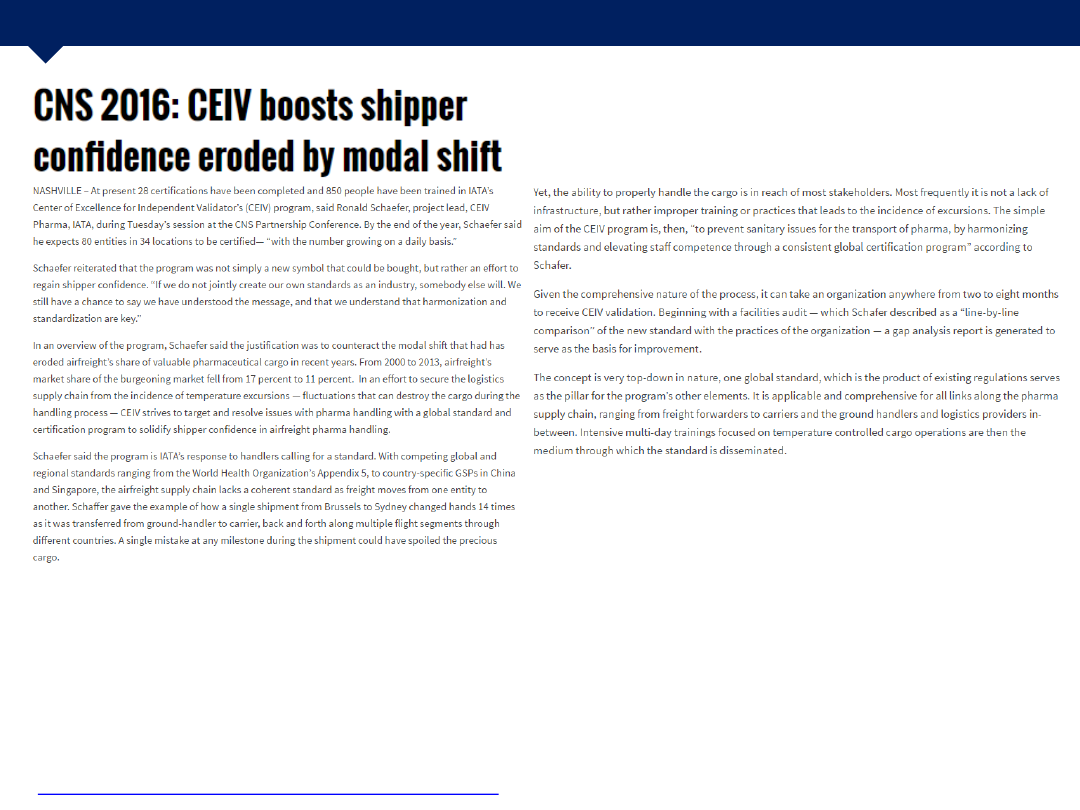 CNS 2016: CEIV boosts shipper
confidence eroded by modal shift
NASHVILLE – At present 28 certifications have been completed and 850 people have been trained in IATA's
Center of Excellence for Independent Validator's (CEIV) program, said Ronald Schaefer, project lead, CEIV
Pharma, IATA, during Tuesday's session at the CNS Partnership Conference. By the end of the year, Schaefer said
he expects 80 entities in 34 locations to be certified— “with the number growing on a daily basis.”
Schaefer reiterated that the program was not simply a new symbol that could be bought, but rather an effort to
regain shipper confidence. “If we do not jointly create our own standards as an industry, somebody else will. We
still have a chance to say we have understood the message, and that we understand that harmonization and
standardization are key.”
In an overview of the program, Schaefer said the justification was to counteract the modal shift that had has
eroded airfreight's share of valuable pharmaceutical cargo in recent years. From 2000 to 2013, airfreight's
market share of the burgeoning market fell from 17 percent to 11 percent.  In an effort to secure the logistics
supply chain from the incidence of temperature excursions — fluctuations that can destroy the cargo during the
handling process — CEIV strives to target and resolve issues with pharma handling with a global standard and
certification program to solidify shipper confidence in airfreight pharma handling.
Schaefer said the program is IATA's response to handlers calling for a standard. With competing global and
regional standards ranging from the World Health Organization's Appendix 5, to country-specific GSPs in China
and Singapore, the airfreight supply chain lacks a coherent standard as freight moves from one entity to
another. Schaffer gave the example of how a single shipment from Brussels to Sydney changed hands 14 times
as it was transferred from ground-handler to carrier, back and forth along multiple flight segments through
different countries. A single mistake at any milestone during the shipment could have spoiled the precious
cargo.
Yet, the ability to properly handle the cargo is in reach of most stakeholders. Most frequently it is not a lack of
infrastructure, but rather improper training or practices that leads to the incidence of excursions. The simple
aim of the CEIV program is, then, “to prevent sanitary issues for the transport of pharma, by harmonizing
standards and elevating staff competence through a consistent global certification program” according to
Schafer.
Given the comprehensive nature of the process, it can take an organization anywhere from two to eight months
to receive CEIV validation. Beginning with a facilities audit — which Schafer described as a “line-by-line
comparison” of the new standard with the practices of the organization — a gap analysis report is generated to
serve as the basis for improvement.
The concept is very top-down in nature, one global standard, which is the product of existing regulations serves
as the pillar for the program's other elements. It is applicable and comprehensive for all links along the pharma
supply chain, ranging from freight forwarders to carriers and the ground handlers and logistics providers in-
between. Intensive multi-day trainings focused on temperature controlled cargo operations are then the
medium through which the standard is disseminated.